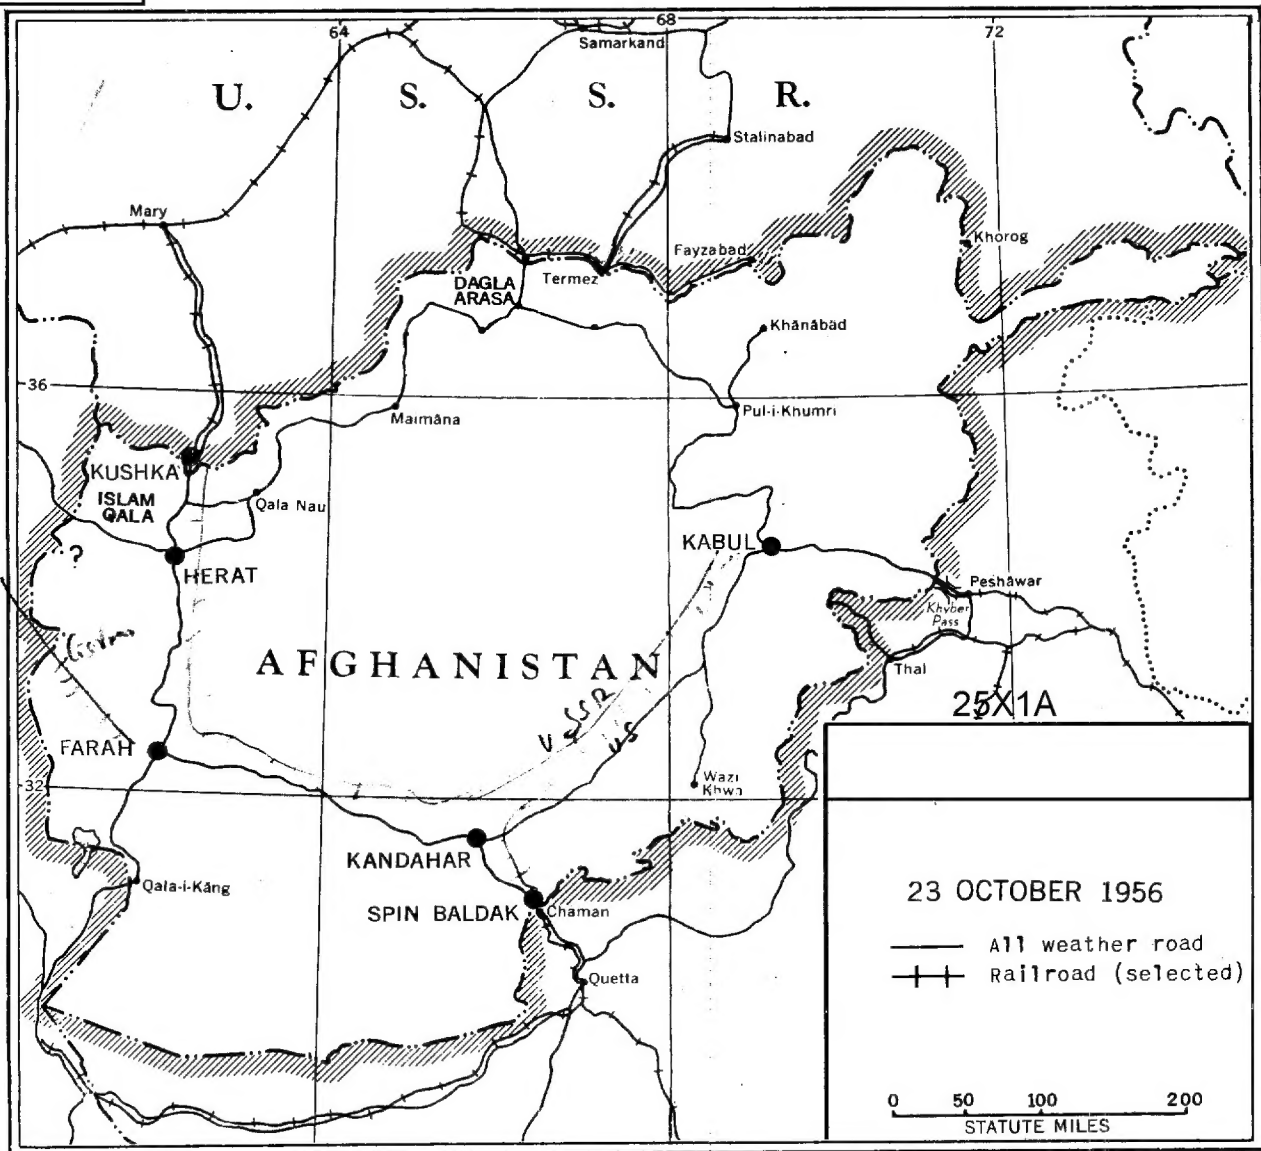 64
68
72
Samarkand
U. S. S. R.
Stalinabad
Mary
Khorog
Fayzabad
Termez
DAGLA
ARASA
Khānābād
36
Maimāna
Pul-i-Khumri
KUSHKA
ISLAM
QALA
Qala Nau
KABUL
?
HERAT
Peshāwar
Khyber
Pass
AFGHANISTAN
Thal
25X1A
USSR
US
FARAH
32
Wazi
Khwa
KANDAHAR
Qala-i-Kāng
SPIN BALDAK
Chaman
Quetta
23 OCTOBER 1956
All weather road
Railroad (selected)
0 50 100 200
STATUTE MILES